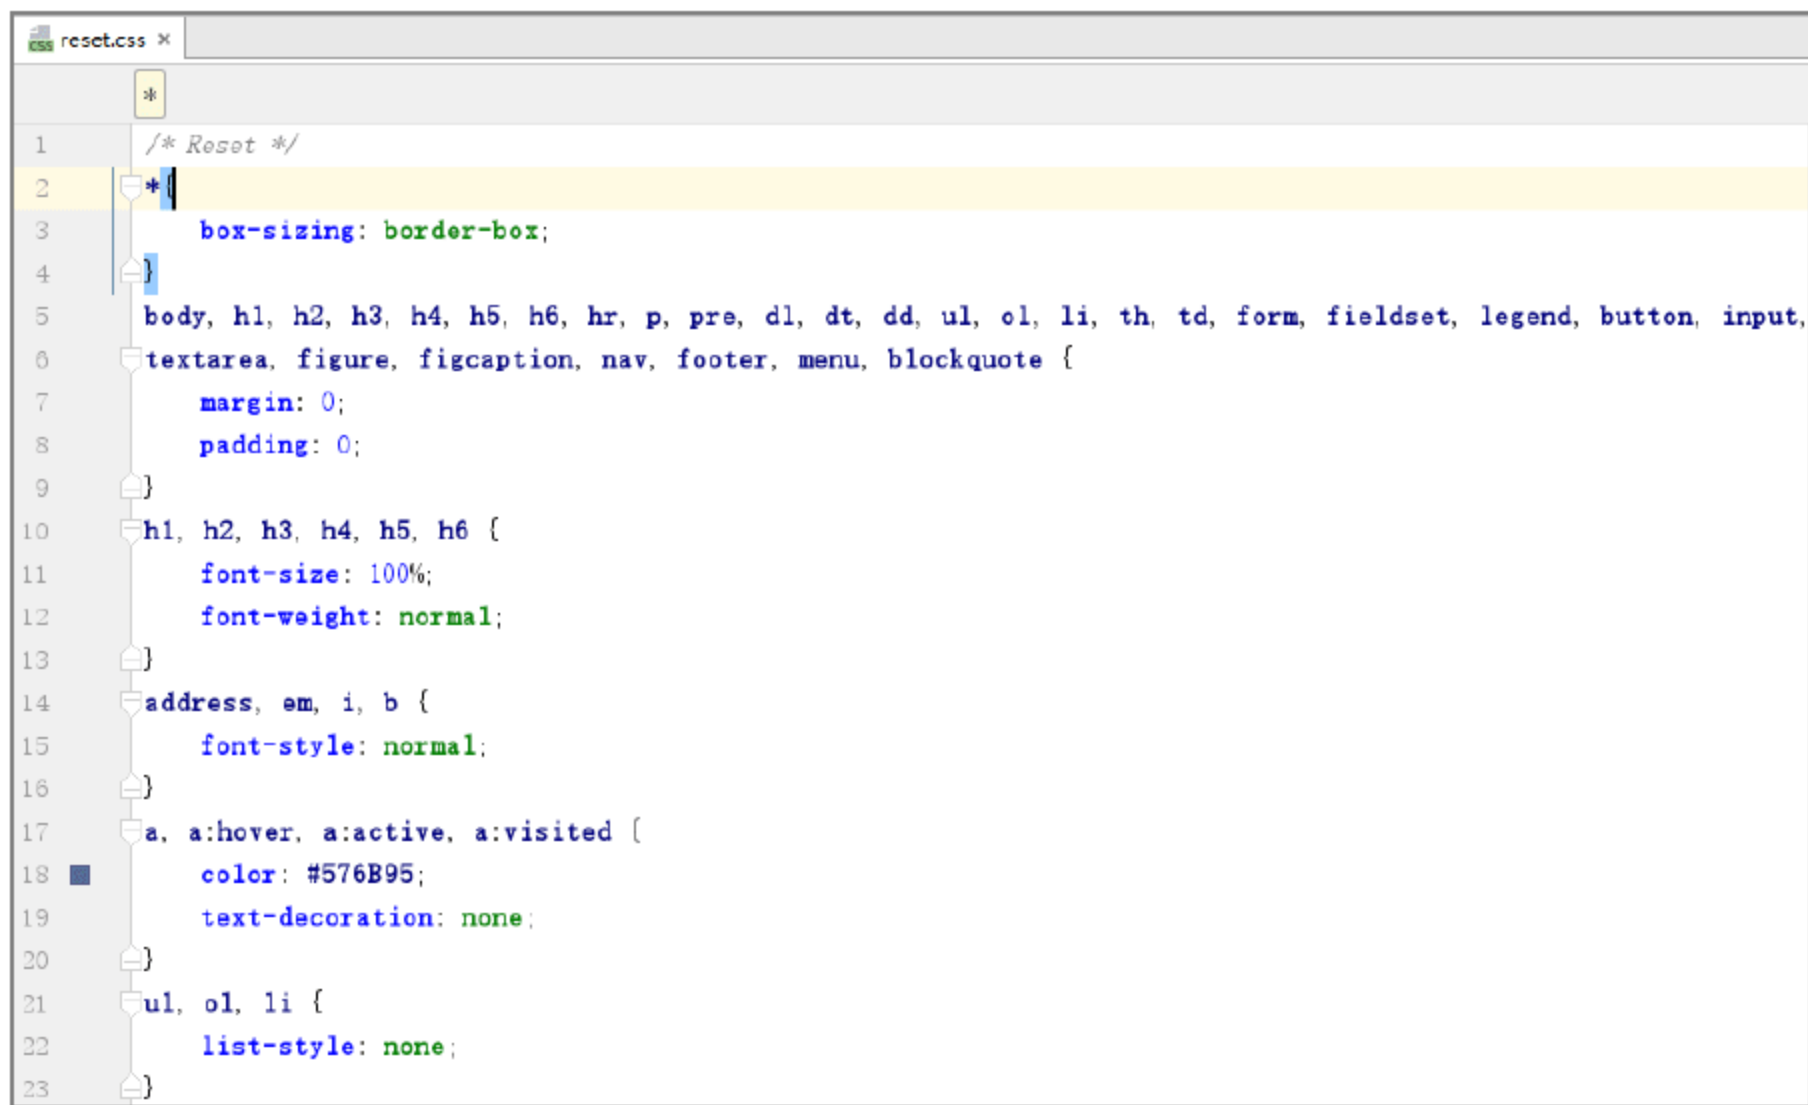 reset.css ×
*
1 /* Reset */
2 *{
3 box-sizing: border-box;
4 }
5 body, h1, h2, h3, h4, h5, h6, hr, p, pre, dl, dt, dd, ul, ol, li, th, td, form, fieldset, legend, button, input,
6 textarea, figure, figcaption, nav, footer, menu, blockquote {
7 margin: 0;
8 padding: 0;
9 }
10 h1, h2, h3, h4, h5, h6 {
11 font-size: 100%;
12 font-weight: normal;
13 }
14 address, em, i, b {
15 font-style: normal;
16 }
17 a, a:hover, a:active, a:visited {
18 color: #576B95;
19 text-decoration: none;
20 }
21 ul, ol, li {
22 list-style: none;
23 }